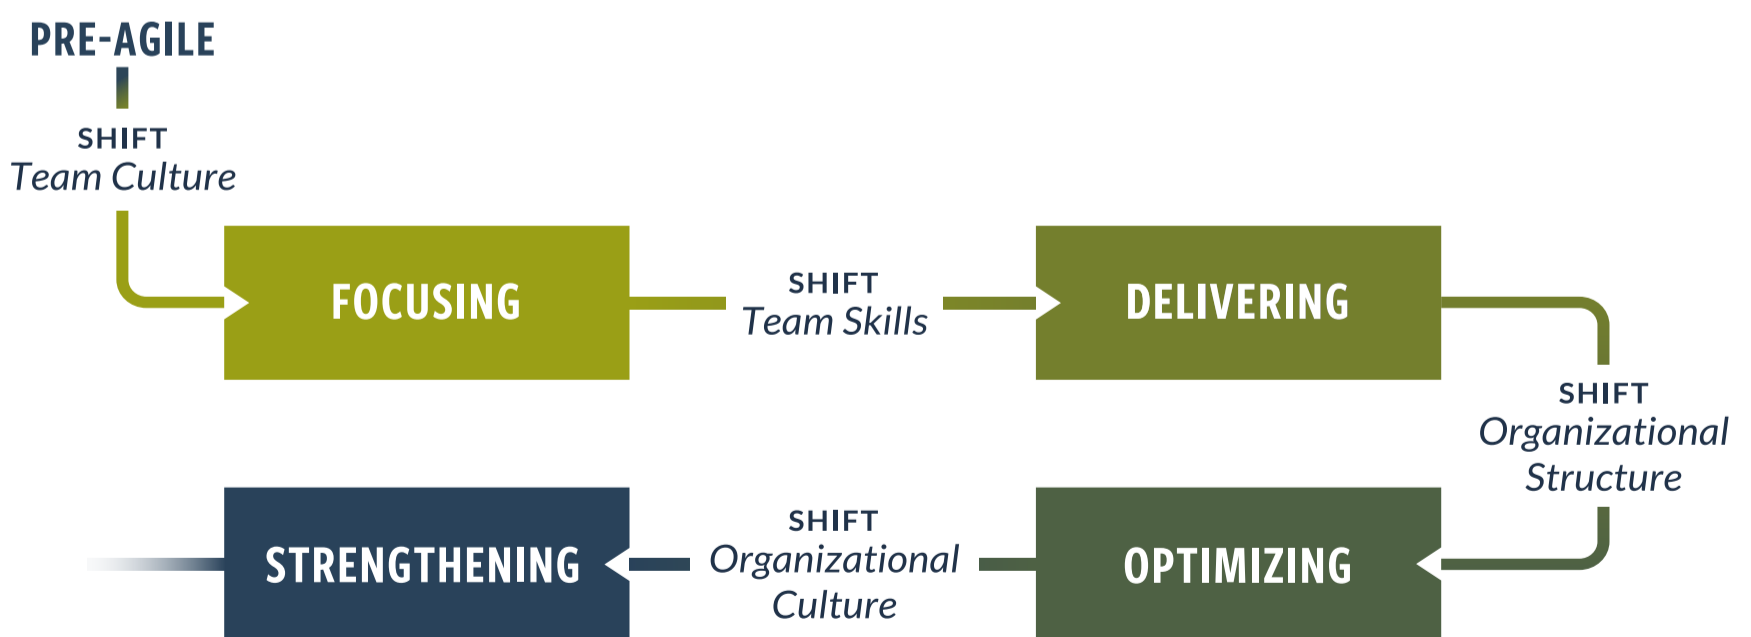 PRE-AGILE
SHIFT
Team Culture
FOCUSING
SHIFT
Team Skills
DELIVERING
SHIFT
Organizational
Structure
OPTIMIZING
SHIFT
Organizational
Culture
STRENGTHENING